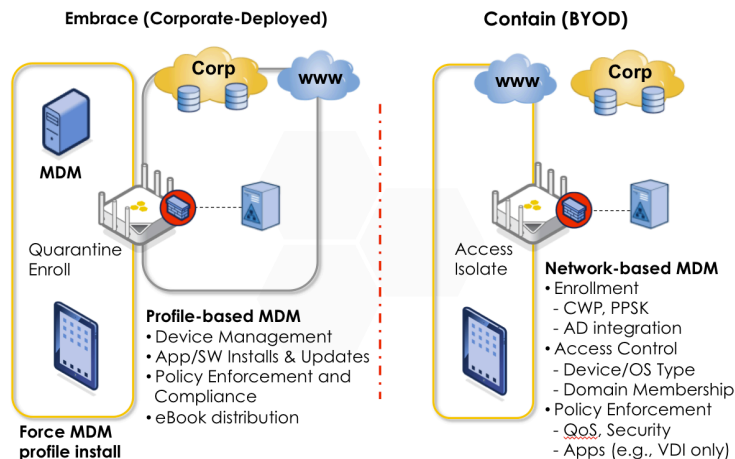 Embrace (Corporate-Deployed)
Corp
www
MDM
Quarantine
Enroll
Profile-based MDM
• Device Management
• App/SW Installs & Updates
• Policy Enforcement and
Compliance
• eBook distribution
Force MDM
profile install
Contain (BYOD)
www
Corp
Access
Isolate
Network-based MDM
• Enrollment
- CWP, PPSK
- AD integration
• Access Control
- Device/OS Type
- Domain Membership
• Policy Enforcement
- QoS, Security
- Apps (e.g., VDI only)